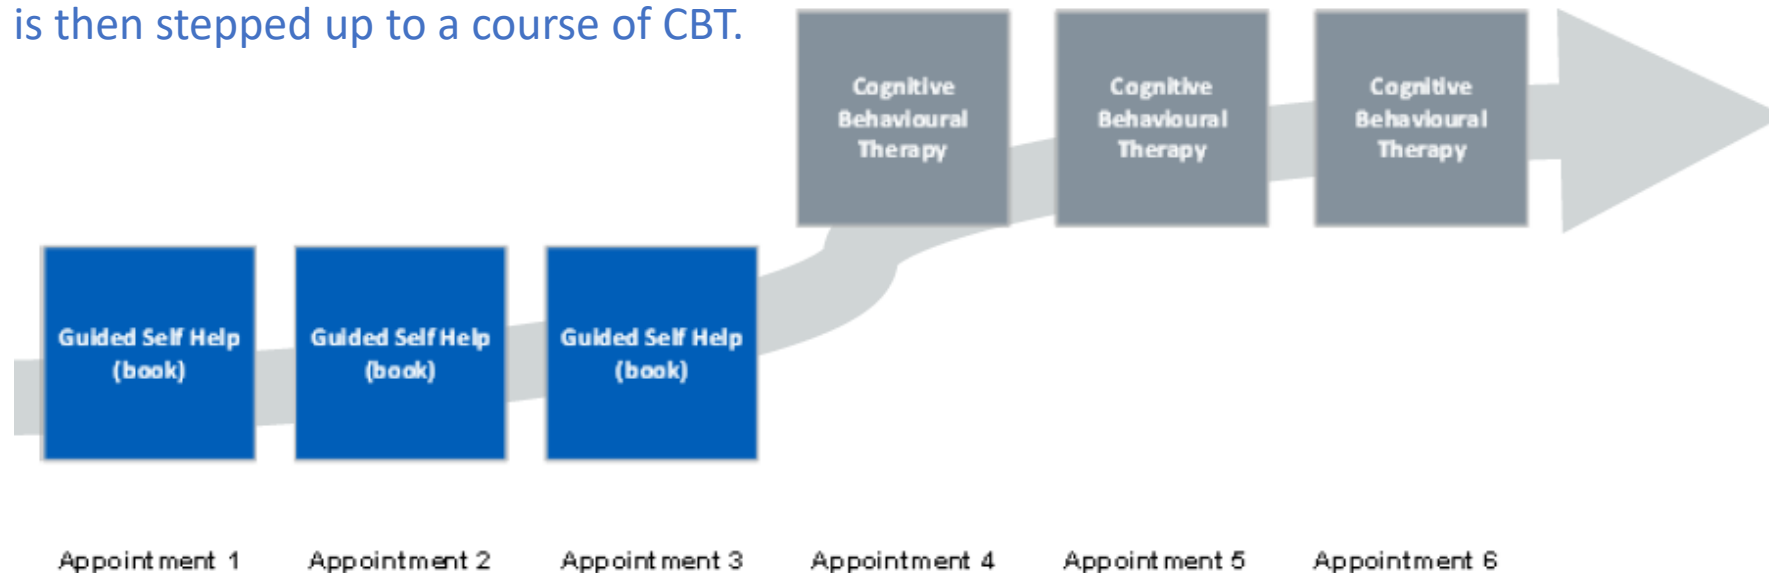 is then stepped up to a course of CBT.
Cognitive
Behavioural
Therapy
Cognitive
Behavioural
Therapy
Cognitive
Behavioural
Therapy
Guided Self Help
(book)
Guided Self Help
(book)
Guided Self Help
(book)
Appointment 1
Appointment 2
Appointment 3
Appointment 4
Appointment 5
Appointment 6